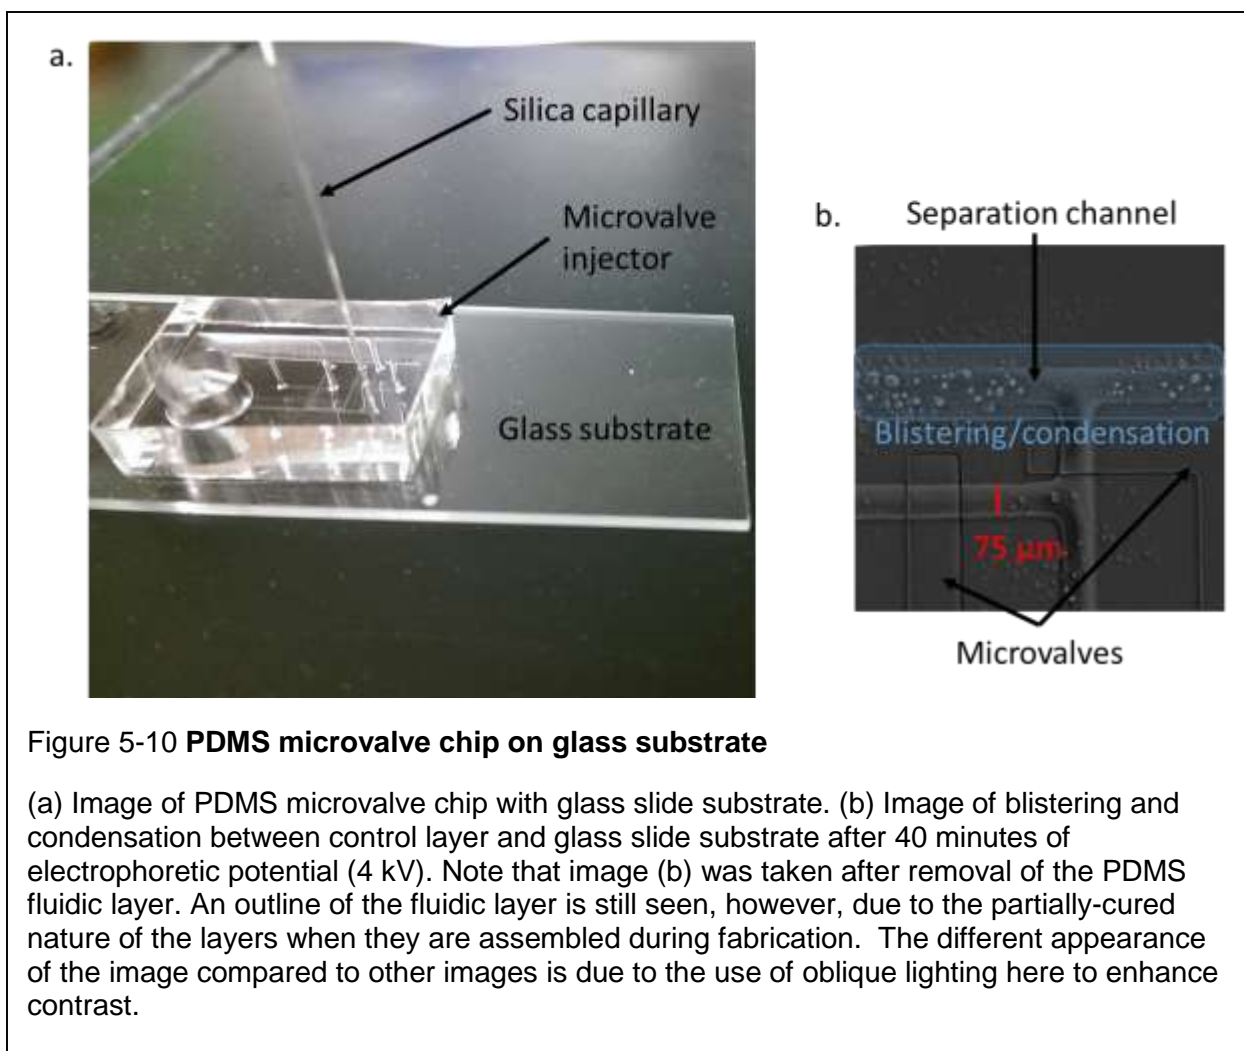 a.
Silica capillary
Microvalve
injector
Glass substrate
b.
Separation channel
Blistering/condensation
75 µm
Microvalves
Figure 5-10 PDMS microvalve chip on glass substrate
(a) Image of PDMS microvalve chip with glass slide substrate. (b) Image of blistering and
condensation between control layer and glass slide substrate after 40 minutes of
electrophoretic potential (4 kV). Note that image (b) was taken after removal of the PDMS
fluidic layer. An outline of the fluidic layer is still seen, however, due to the partially-cured
nature of the layers when they are assembled during fabrication.  The different appearance
of the image compared to other images is due to the use of oblique lighting here to enhance
contrast.